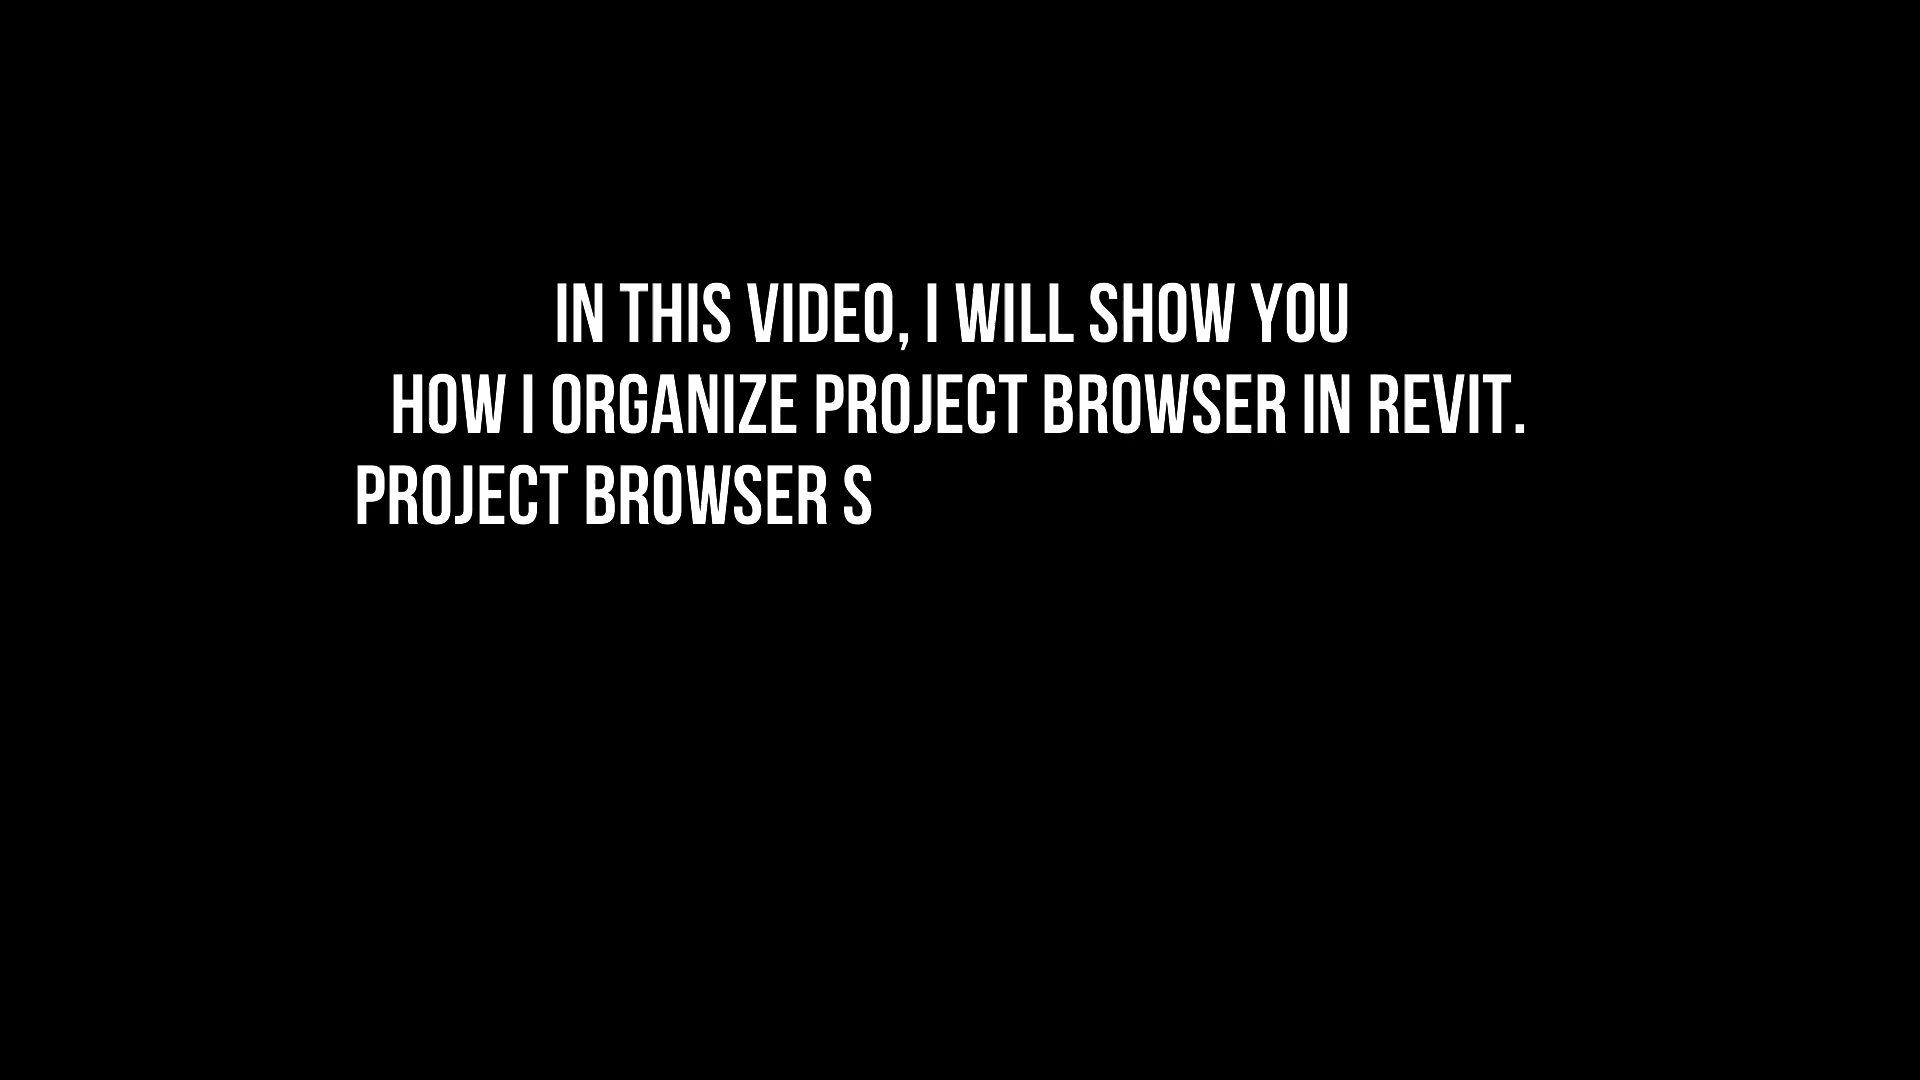 IN THIS VIDEO, I WILL SHOW YOU
HOW I ORGANIZE PROJECT BROWSER IN REVIT.
PROJECT BROWSER S